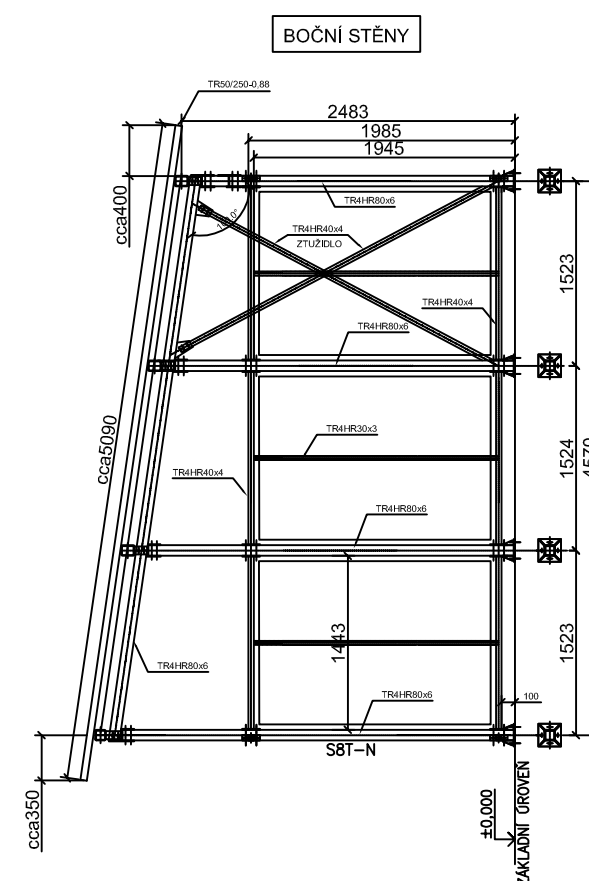 BOČNÍ STĚNY
TR50/250-0,88
2483
1985
1945
cca400
TR4HR80x6
TR4HR40x4
ZTUŽIDLO
1523
TR4HR40x4
TR4HR80x6
cca5090
TR4HR30x3
1524
4570
TR4HR40x4
TR4HR80x6
1443
1523
TR4HR80x6
TR4HR80x6
100
S8T-N
cca350
±0,000
ZÁKLADNÍ ÚROVEŇ